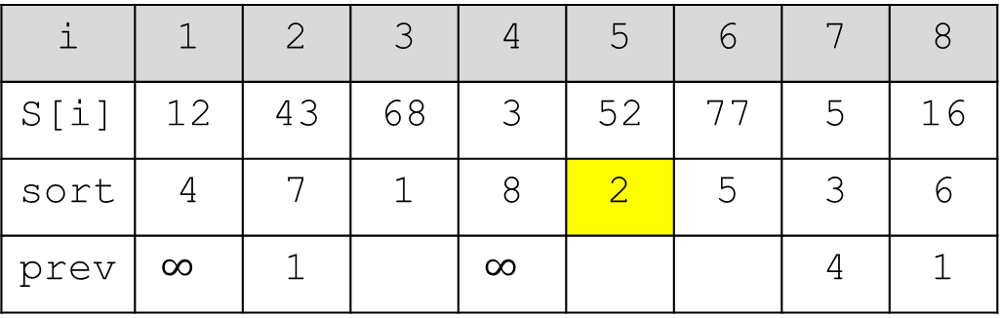 i 1 2 3 4 5 6 7 8
S[i] 12 43 68 3 52 77 5 16
sort 4 7 1 8 2 5 3 6
prev ∞ 1 ∞ 4 1